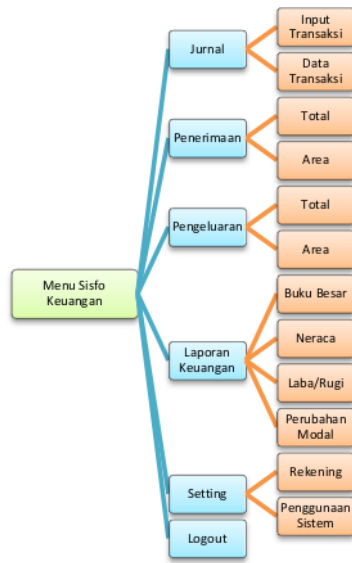 Menu Sisfo
Keuangan
Jurnal
Input
Transaksi
Data
Transaksi
Penerimaan
Total
Area
Pengeluaran
Total
Area
Laporan
Keuangan
Buku Besar
Neraca
Laba/Rugi
Perubahan
Modal
Setting
Rekening
Penggunaan
Sistem
Logout